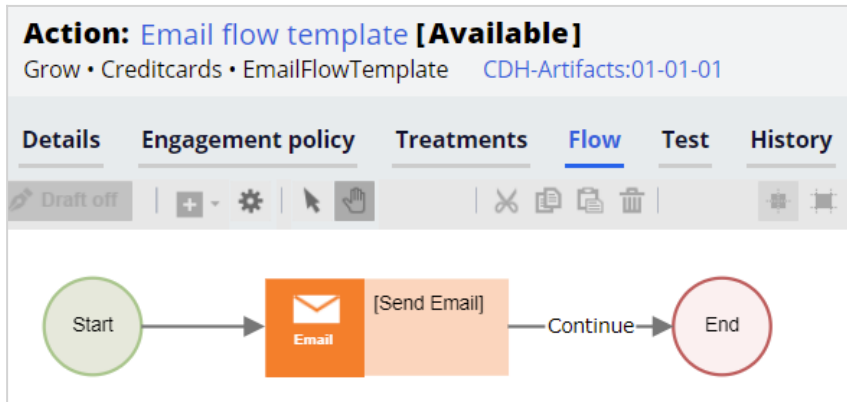 Action: Email flow template [Available]
Grow • Creditcards • EmailFlowTemplate CDH-Artifacts:01-01-01
Details Engagement policy Treatments Flow Test History
Draft off
Start
[Send Email]
Email
Continue
End